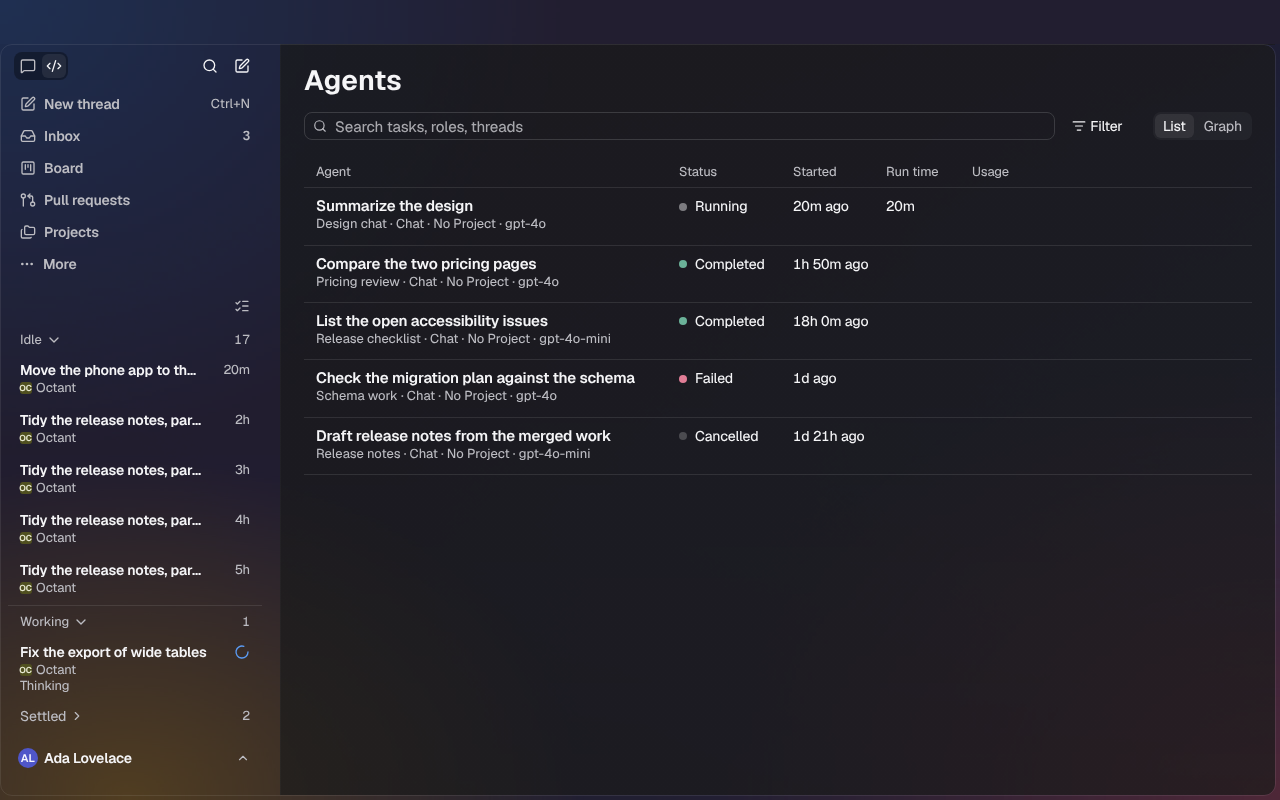 New thread Ctrl+N
Inbox 3
Board
Pull requests
Projects
More
Idle 17
Move the phone app to th... 20m
OC Octant
Tidy the release notes, par... 2h
OC Octant
Tidy the release notes, par... 3h
OC Octant
Tidy the release notes, par... 4h
OC Octant
Tidy the release notes, par... 5h
OC Octant
Working 1
Fix the export of wide tables
OC Octant
Thinking
Settled 2
AL Ada Lovelace
Agents
Search tasks, roles, threads Filter List Graph
Agent Status Started Run time Usage
Summarize the design Running 20m ago 20m
Design chat · Chat · No Project · gpt-4o
Compare the two pricing pages Completed 1h 50m ago
Pricing review · Chat · No Project · gpt-4o
List the open accessibility issues Completed 18h 0m ago
Release checklist · Chat · No Project · gpt-4o-mini
Check the migration plan against the schema Failed 1d ago
Schema work · Chat · No Project · gpt-4o
Draft release notes from the merged work Cancelled 1d 21h ago
Release notes · Chat · No Project · gpt-4o-mini